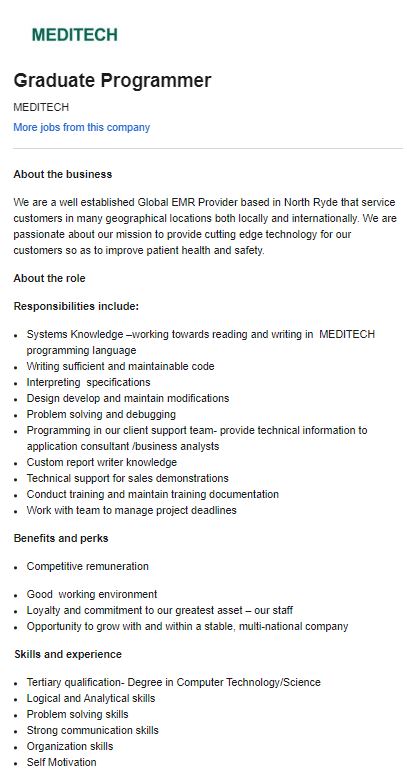 MEDITECH
Graduate Programmer
MEDITECH
More jobs from this company
About the business
We are a well established Global EMR Provider based in North Ryde that service
customers in many geographical locations both locally and internationally. We are
passionate about our mission to provide cutting edge technology for our
customers so as to improve patient health and safety.
About the role
Responsibilities include:
• Systems Knowledge –working towards reading and writing in  MEDITECH
programming language
• Writing sufficient and maintainable code
• Interpreting  specifications
• Design develop and maintain modifications
• Problem solving and debugging
• Programming in our client support team- provide technical information to
application consultant /business analysts
• Custom report writer knowledge
• Technical support for sales demonstrations
• Conduct training and maintain training documentation
• Work with team to manage project deadlines
Benefits and perks
• Competitive remuneration
• Good  working environment
• Loyalty and commitment to our greatest asset – our staff
• Opportunity to grow with and within a stable, multi-national company
Skills and experience
• Tertiary qualification- Degree in Computer Technology/Science
• Logical and Analytical skills
• Problem solving skills
• Strong communication skills
• Organization skills
• Self Motivation